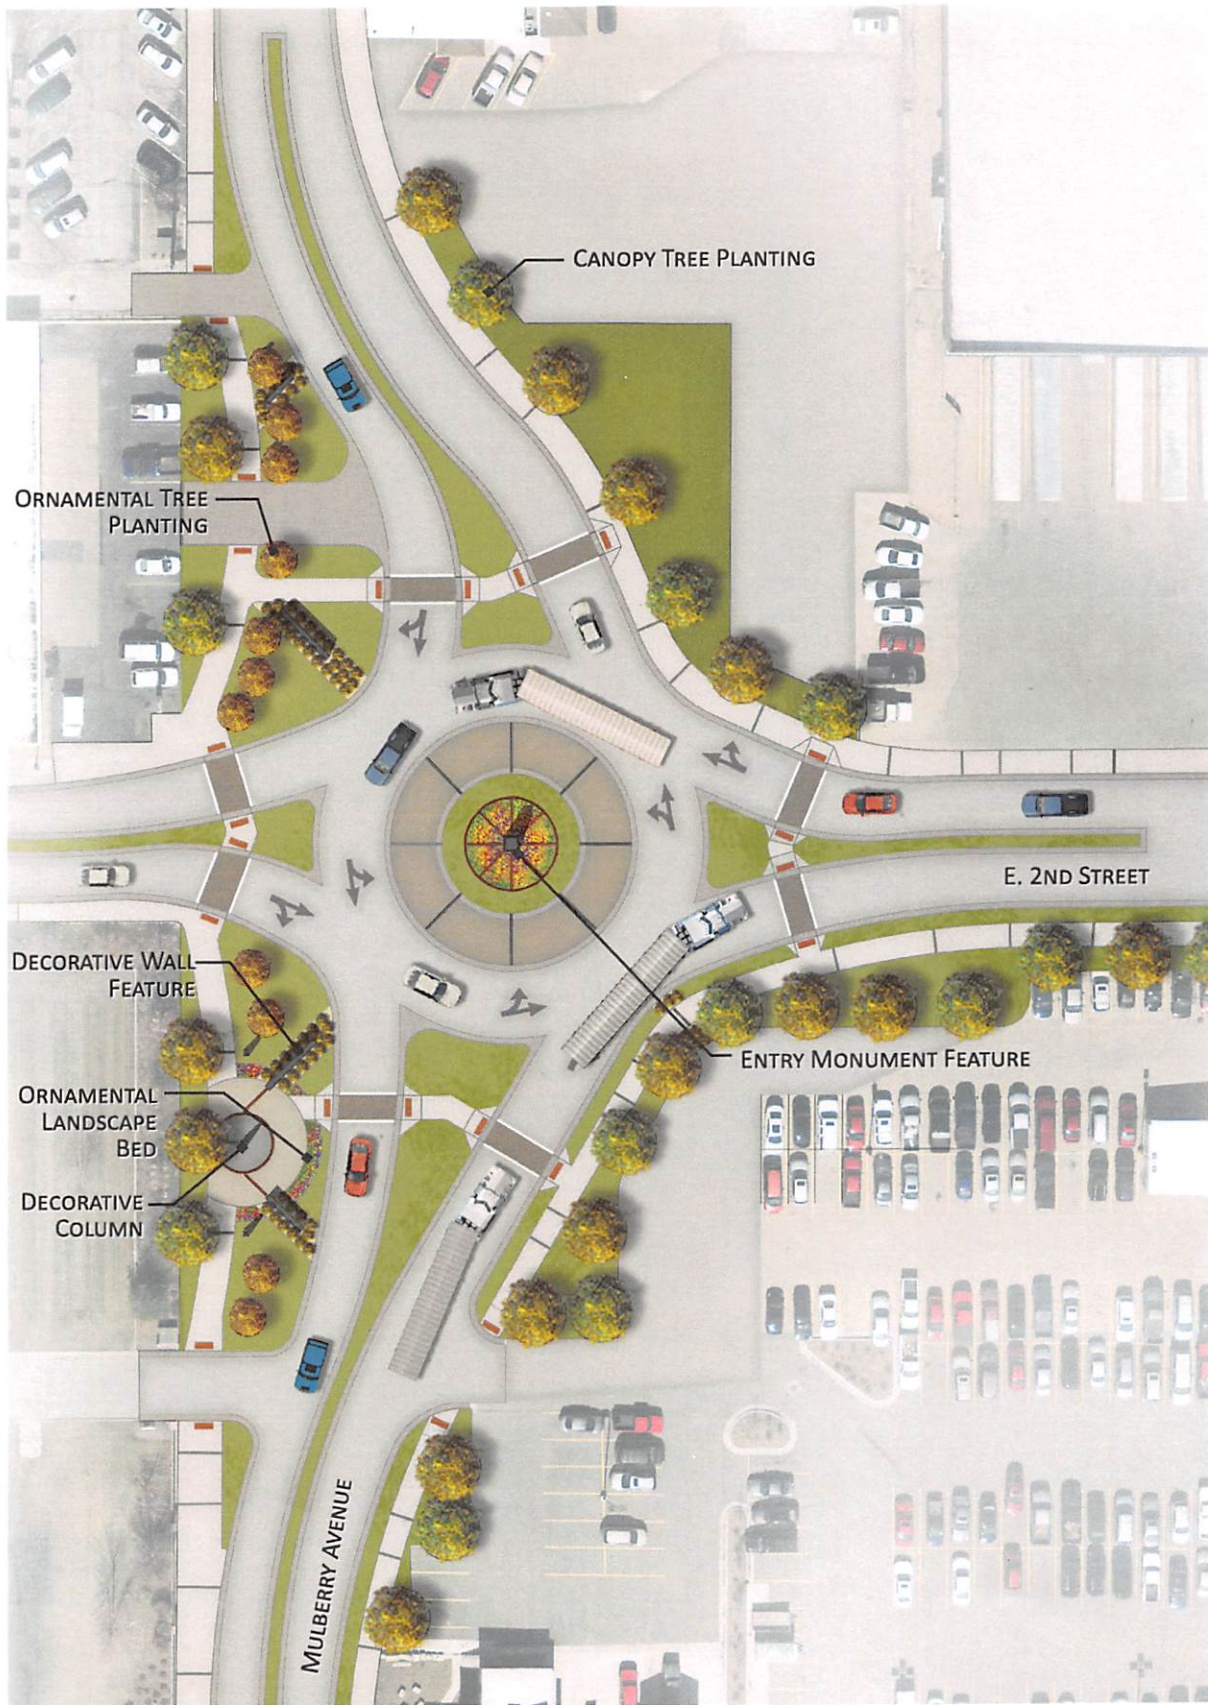 CANOPY TREE PLANTING
ORNAMENTAL TREE
PLANTING
E. 2ND STREET
DECORATIVE WALL
FEATURE
ENTRY MONUMENT FEATURE
ORNAMENTAL
LANDSCAPE
BED
DECORATIVE
COLUMN
MULBERRY AVENUE